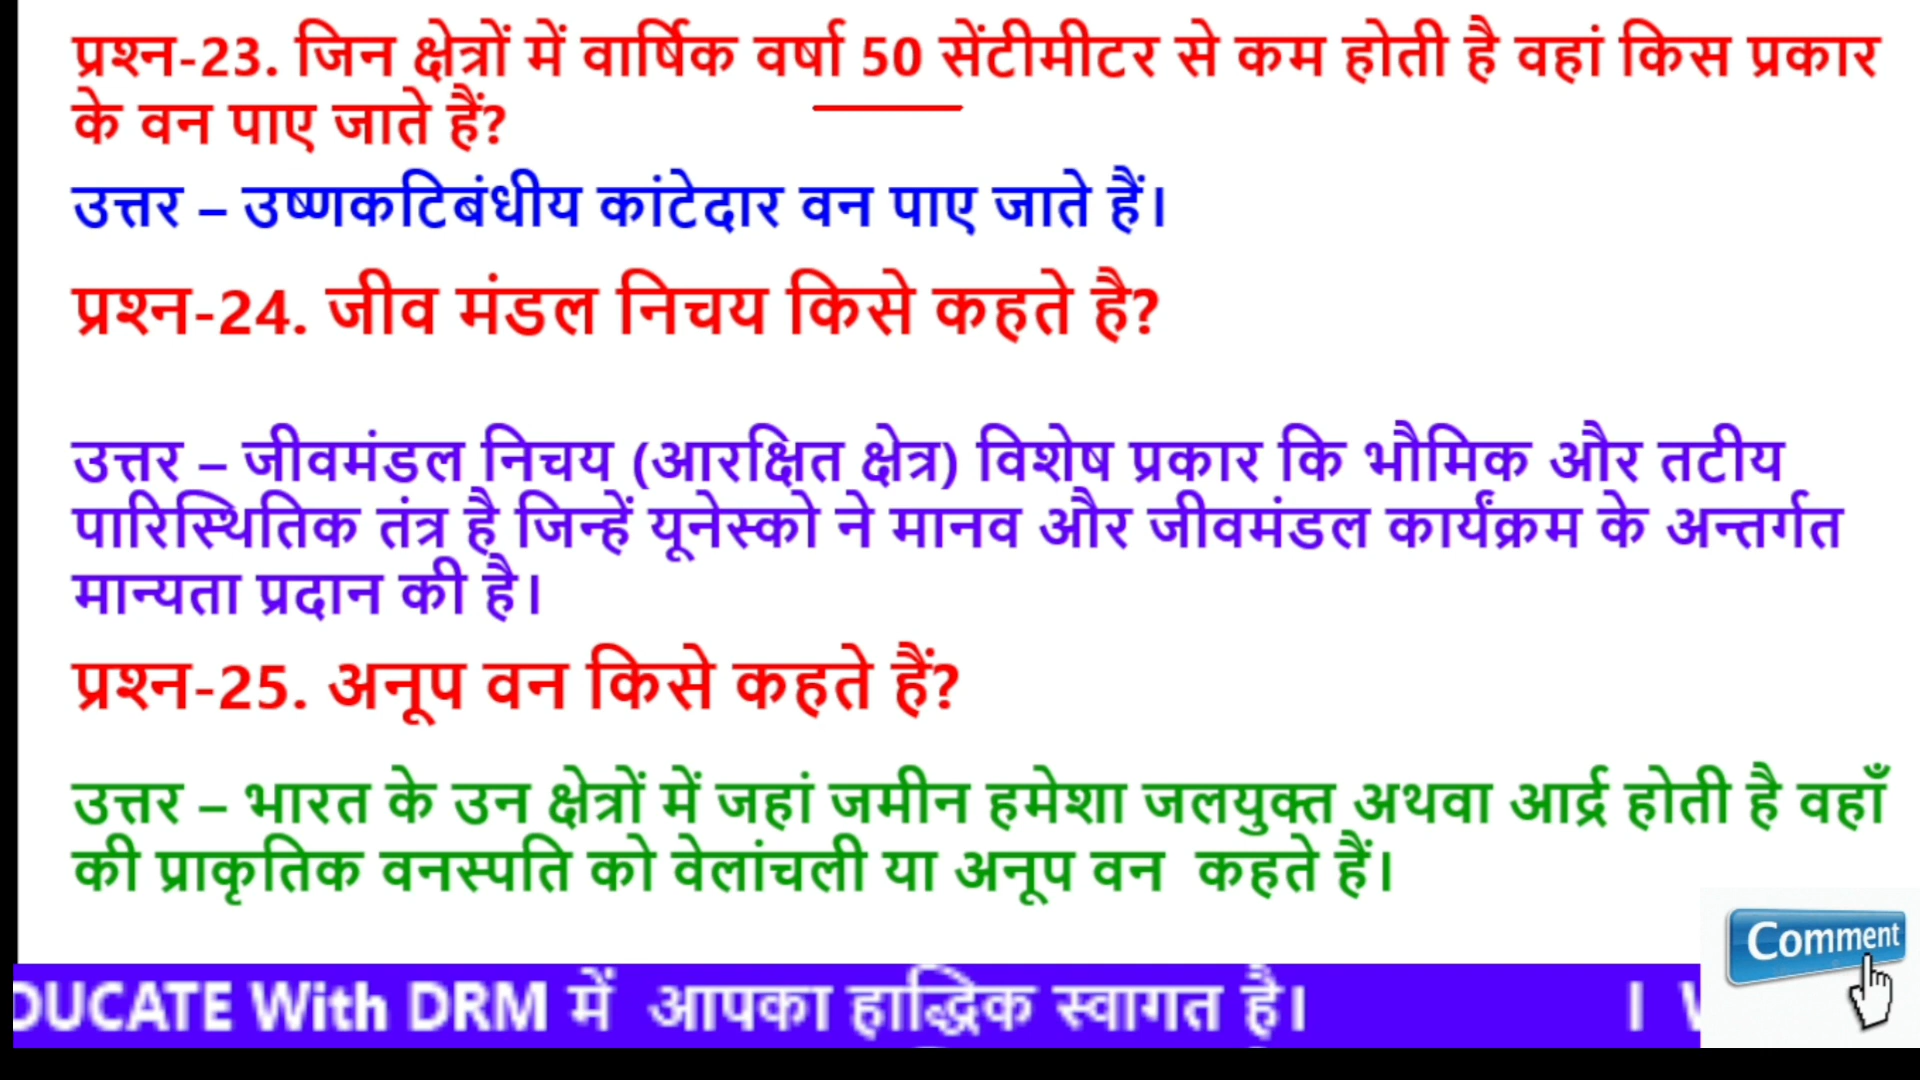 प्रश्न-23. जिन क्षेत्रों में वार्षिक वर्षा 50 सेंटीमीटर से कम होती है वहां किस प्रकार
के वन पाए जाते हैं?
उत्तर – उष्णकटिबंधीय कांटेदार वन पाए जाते हैं।
प्रश्न-24. जीव मंडल निचय किसे कहते है?
उत्तर – जीवमंडल निचय (आरक्षित क्षेत्र) विशेष प्रकार कि भौमिक और तटीय
पारिस्थितिक तंत्र है जिन्हें यूनेस्को ने मानव और जीवमंडल कार्यंक्रम के अन्तर्गत
मान्यता प्रदान की है।
प्रश्न-25. अनूप वन किसे कहते हैं?
उत्तर – भारत के उन क्षेत्रों में जहां जमीन हमेशा जलयुक्त अथवा आर्द्र होती है वहाँ
की प्राकृतिक वनस्पति को वेलांचली या अनूप वन कहते हैं।
Comment
DUCATE With DRM में आपका हार्द्धिक स्वागत है। I